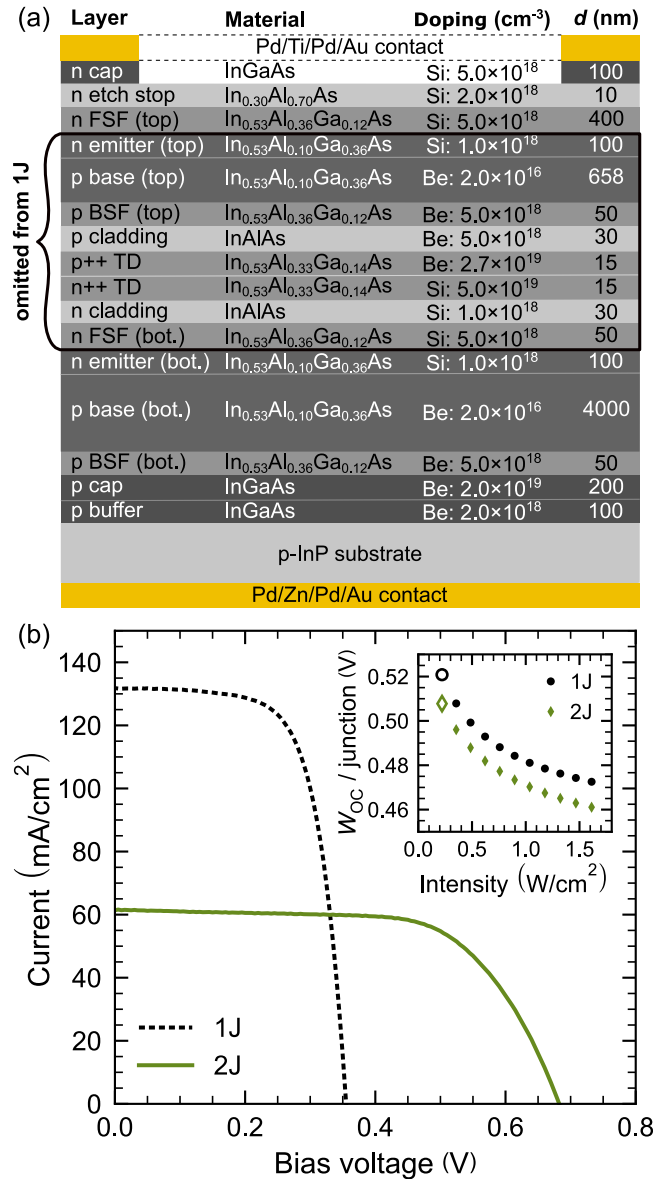 (a) Layer Material Doping (cm⁻³) d (nm)
Pd/Ti/Pd/Au contact
n cap InGaAs Si: 5.0×10¹⁸ 100
n etch stop In₀.₃₀Al₀.₇₀As Si: 2.0×10¹⁸ 10
n FSF (top) In₀.₅₃Al₀.₃₆Ga₀.₁₂As Si: 5.0×10¹⁸ 400
n emitter (top) In₀.₅₃Al₀.₁₀Ga₀.₃₆As Si: 1.0×10¹⁸ 100
p base (top) In₀.₅₃Al₀.₁₀Ga₀.₃₆As Be: 2.0×10¹⁶ 658
p BSF (top) In₀.₅₃Al₀.₃₆Ga₀.₁₂As Be: 5.0×10¹⁸ 50
p cladding InAlAs Be: 5.0×10¹⁸ 30
p++ TD In₀.₅₃Al₀.₃₃Ga₀.₁₄As Be: 2.7×10¹⁹ 15
n++ TD In₀.₅₃Al₀.₃₃Ga₀.₁₄As Si: 5.0×10¹⁹ 15
n cladding InAlAs Si: 1.0×10¹⁸ 30
n FSF (bot.) In₀.₅₃Al₀.₃₆Ga₀.₁₂As Si: 5.0×10¹⁸ 50
omitted from 1J
n emitter (bot.) In₀.₅₃Al₀.₁₀Ga₀.₃₆As Si: 1.0×10¹⁸ 100
p base (bot.) In₀.₅₃Al₀.₁₀Ga₀.₃₆As Be: 2.0×10¹⁶ 4000
p BSF (bot.) In₀.₅₃Al₀.₃₆Ga₀.₁₂As Be: 5.0×10¹⁸ 50
p cap InGaAs Be: 2.0×10¹⁹ 200
p buffer InGaAs Be: 2.0×10¹⁸ 100
p-InP substrate
Pd/Zn/Pd/Au contact
(b)
Current (mA/cm²)
140
120
100
80
60
40
20
0
0.0 0.2 0.4 0.6 0.8
Bias voltage (V)
1J
2J
W_OC / junction (V)
0.52
0.50
0.48
0.46
0.0 0.5 1.0 1.5
Intensity (W/cm²)
1J
2J